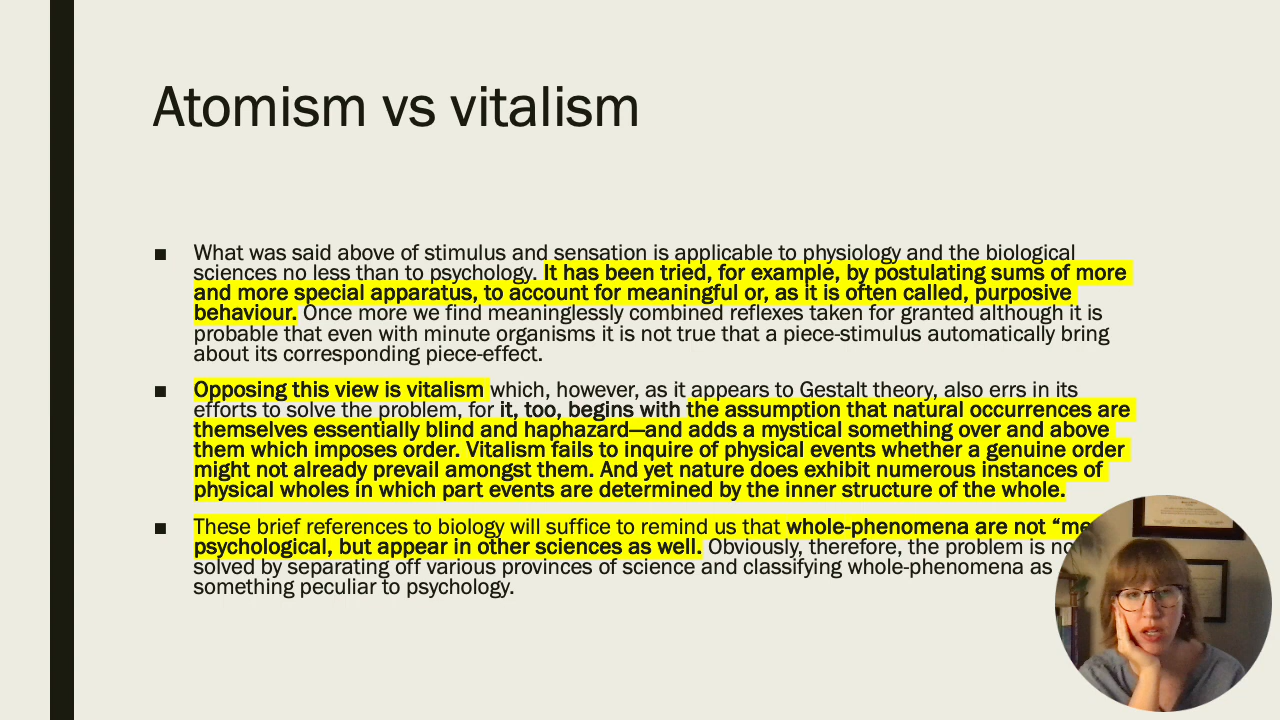 Atomism vs vitalism
■ What was said above of stimulus and sensation is applicable to physiology and the biological
sciences no less than to psychology. It has been tried, for example, by postulating sums of more
and more special apparatus, to account for meaningful or, as it is often called, purposive
behaviour. Once more we find meaninglessly combined reflexes taken for granted although it is
probable that even with minute organisms it is not true that a piece-stimulus automatically bring
about its corresponding piece-effect.
■ Opposing this view is vitalism which, however, as it appears to Gestalt theory, also errs in its
efforts to solve the problem, for it, too, begins with the assumption that natural occurrences are
themselves essentially blind and haphazard—and adds a mystical something over and above
them which imposes order. Vitalism fails to inquire of physical events whether a genuine order
might not already prevail amongst them. And yet nature does exhibit numerous instances of
physical wholes in which part events are determined by the inner structure of the whole.
■ These brief references to biology will suffice to remind us that whole-phenomena are not
psychological, but appear in other sciences as well. Obviously, therefore, the problem is
solved by separating off various provinces of science and classifying whole-phenomena as
something peculiar to psychology.